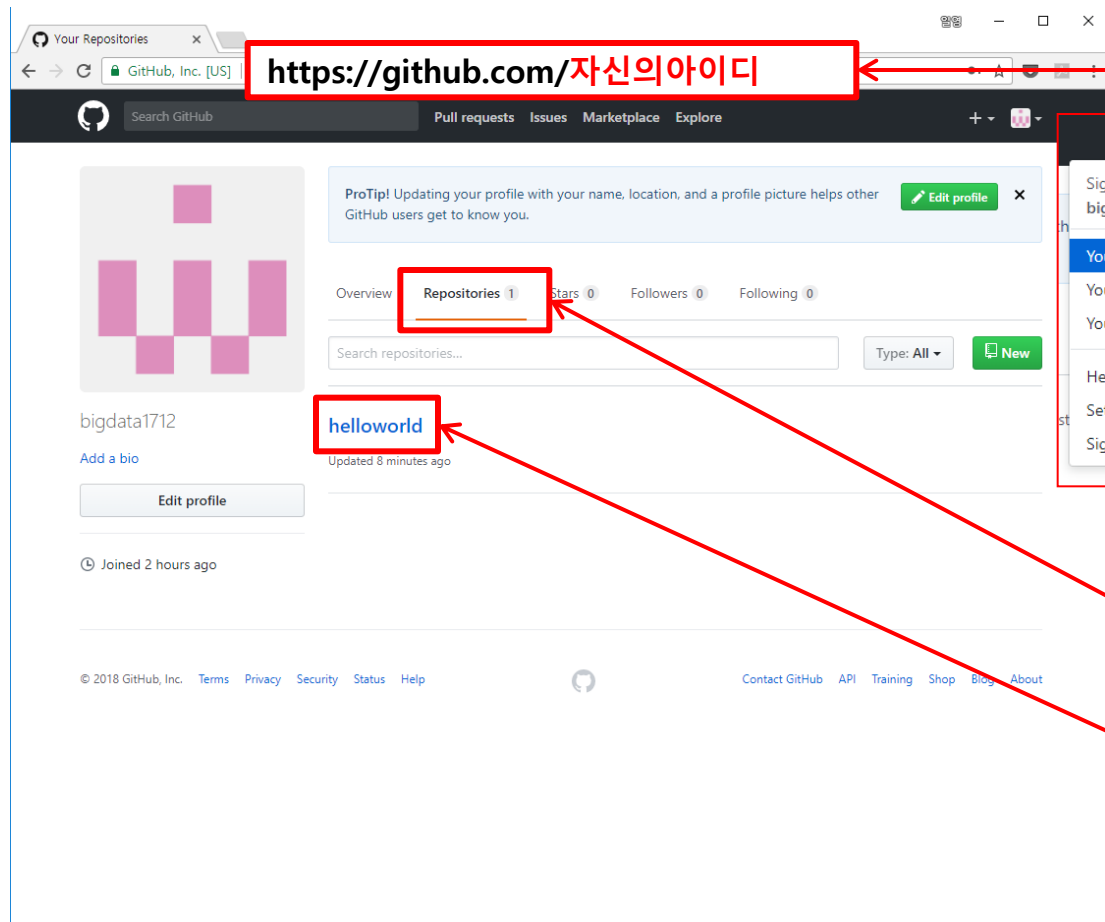 알림
Your Repositories
GitHub, Inc. [US]
https://github.com/자신의아이디
Search GitHub
Pull requests Issues Marketplace Explore
ProTip! Updating your profile with your name, location, and a profile picture helps other
GitHub users get to know you.
Edit profile
Overview Repositories 1 Stars 0 Followers 0 Following 0
Search repositories...
Type: All
New
bigdata1712
Add a bio
Edit profile
Joined 2 hours ago
helloworld
Updated 8 minutes ago
© 2018 GitHub, Inc. Terms Privacy Security Status Help
Contact GitHub API Training Shop Blog About